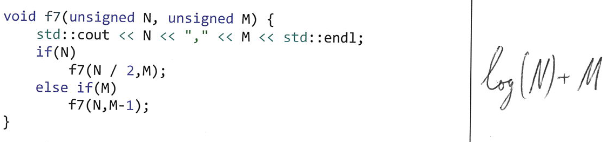 void f7(unsigned N, unsigned M) {
std::cout << N << "," << M << std::endl;
if(N)
f7(N / 2,M);
else if(M)
f7(N,M-1);
}
log(N)+ M